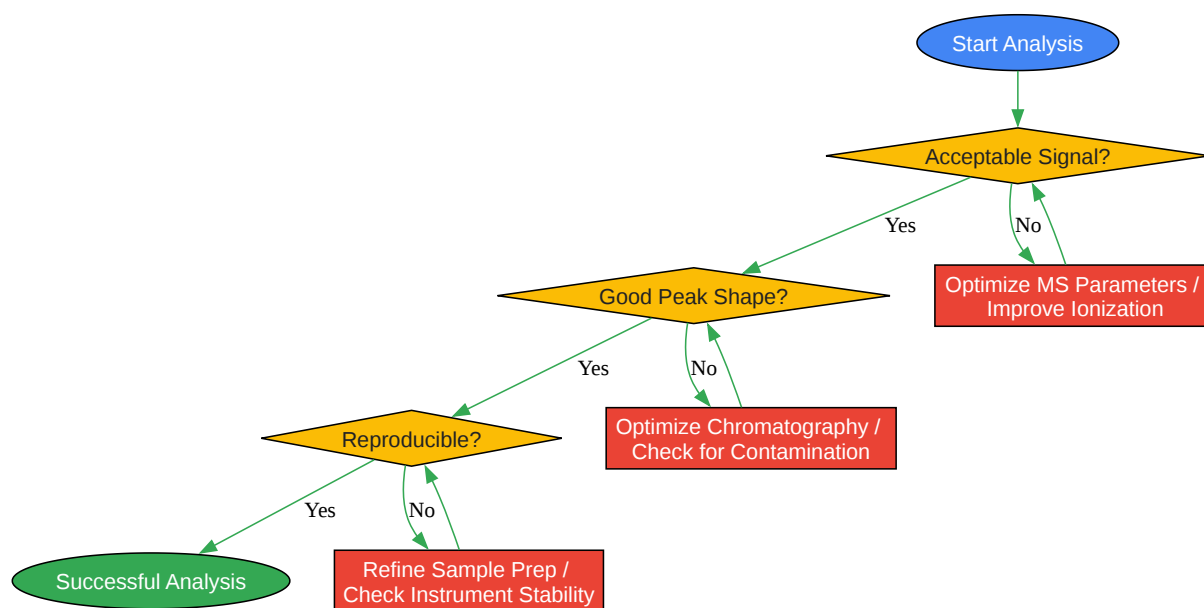 Start Analysis
Acceptable Signal?
Yes
No
Optimize MS Parameters /
Improve Ionization
Good Peak Shape?
Yes
No
Optimize Chromatography /
Check for Contamination
Reproducible?
Yes
No
Refine Sample Prep /
Check Instrument Stability
Successful Analysis